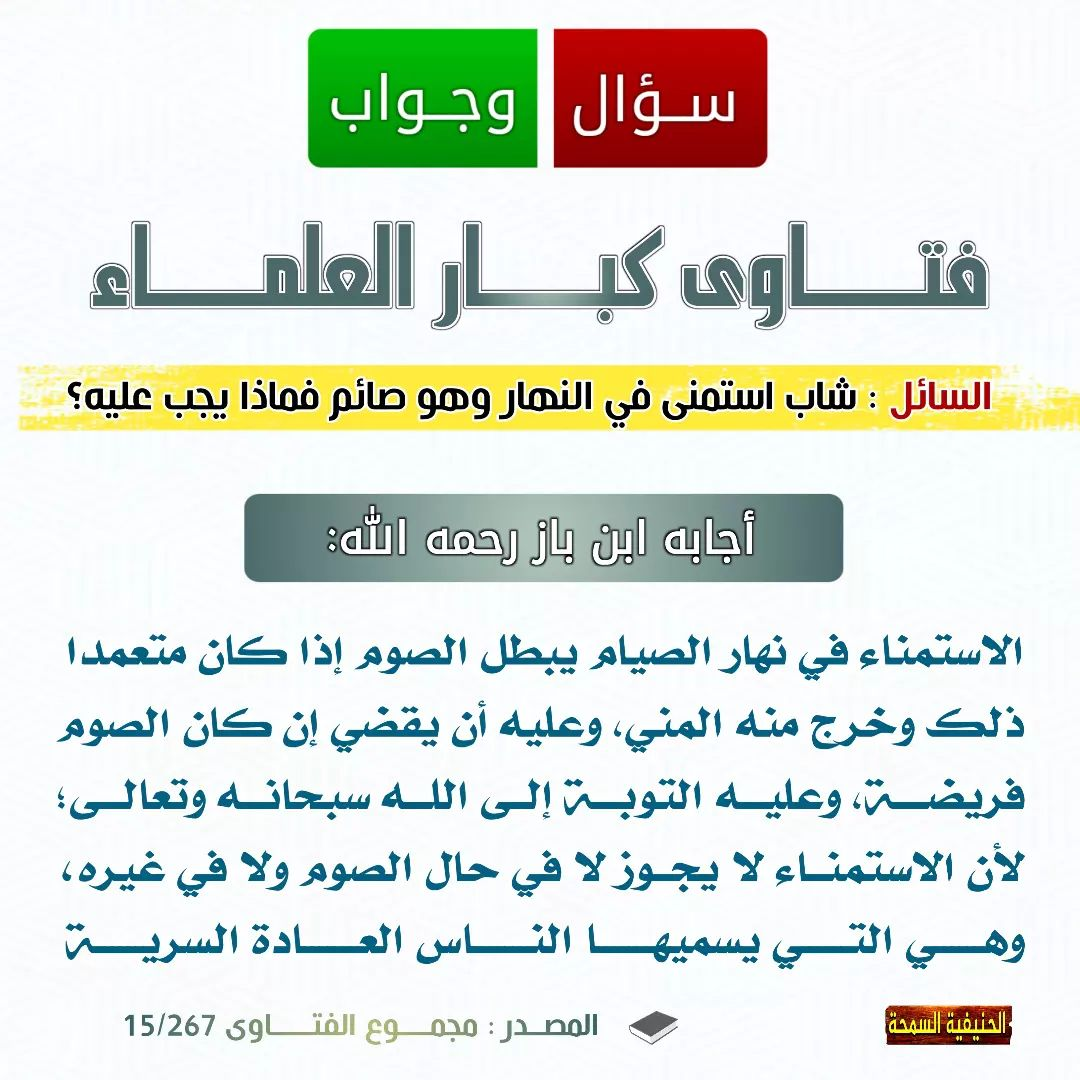 سؤال وجواب
فتاوى كبار العلماء
السائل : شاب استمنى في النهار وهو صائم فماذا يجب عليه؟
أجابه ابن باز رحمه الله:
الاستمناء في نهار الصيام يبطل الصوم إذا كان متعمدا
ذلك وخرج منه المني، وعليه أن يقضي إن كان الصوم
فريضة، وعليه التوبة إلى الله سبحانه وتعالى؛
لأن الاستمناء لا يجوز لا في حال الصوم ولا في غيره،
وهي التي يسميها الناس العادة السرية
المصدر : مجموع الفتاوى 15/267
الحنيفية السمحة